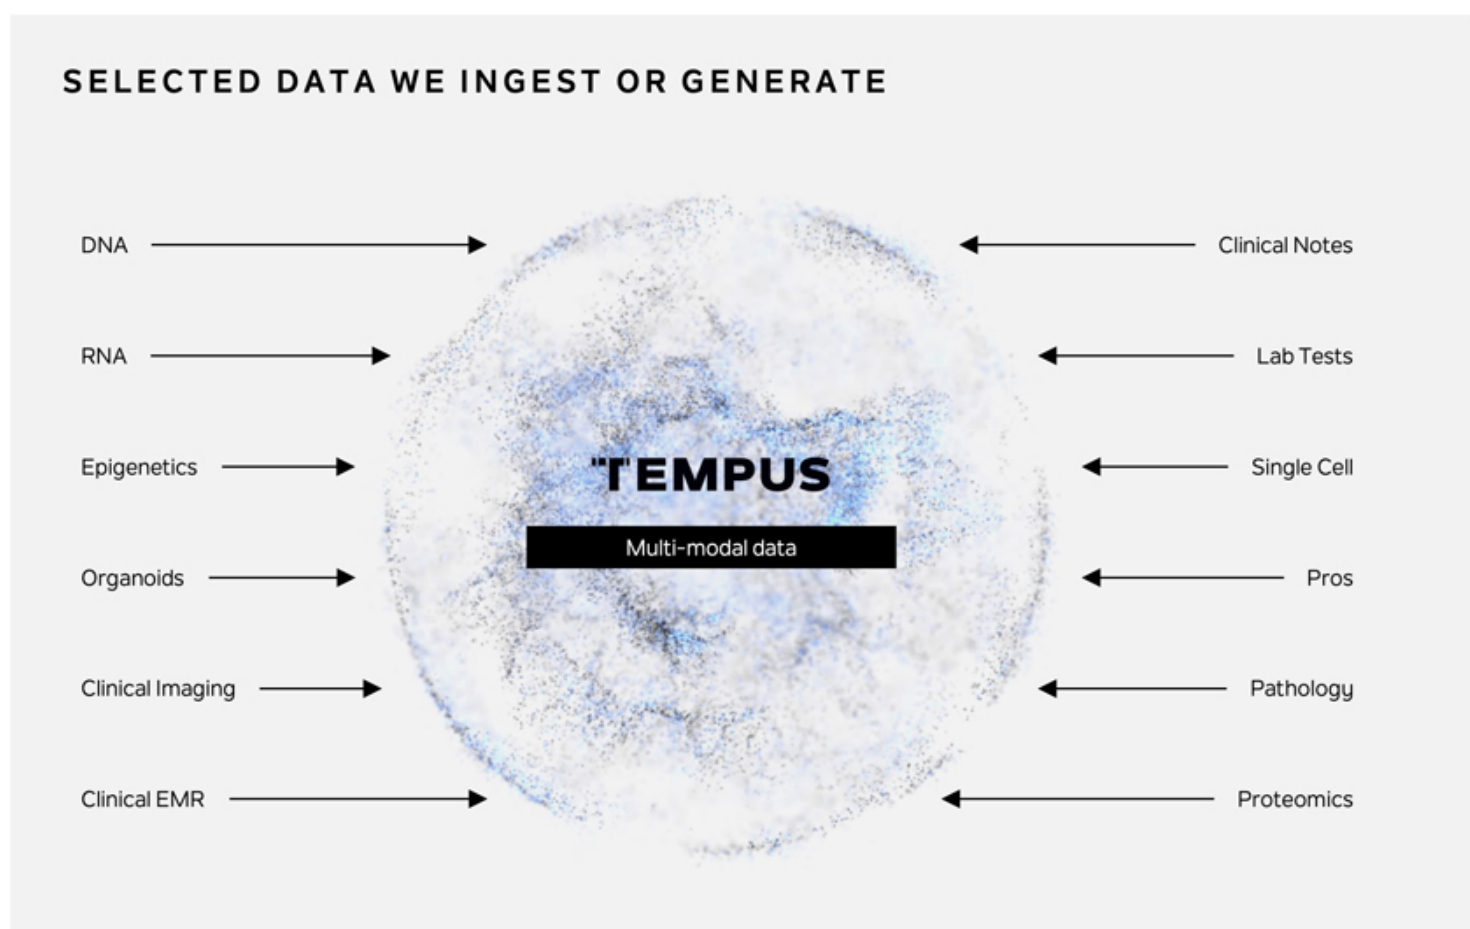 SELECTED DATA WE INGEST OR GENERATE
DNA
RNA
Epigenetics
Organoids
Clinical Imaging
Clinical EMR
TEMPUS
Multi-modal data
Clinical Notes
Lab Tests
Single Cell
Pros
Pathology
Proteomics